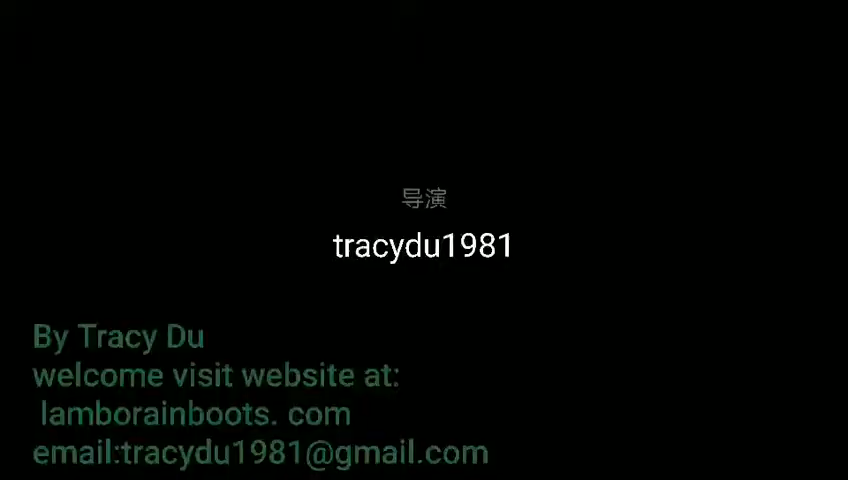 导演
tracydu1981
By Tracy Du
welcome visit website at:
lamborainboots. com
email:tracydu1981@gmail.com